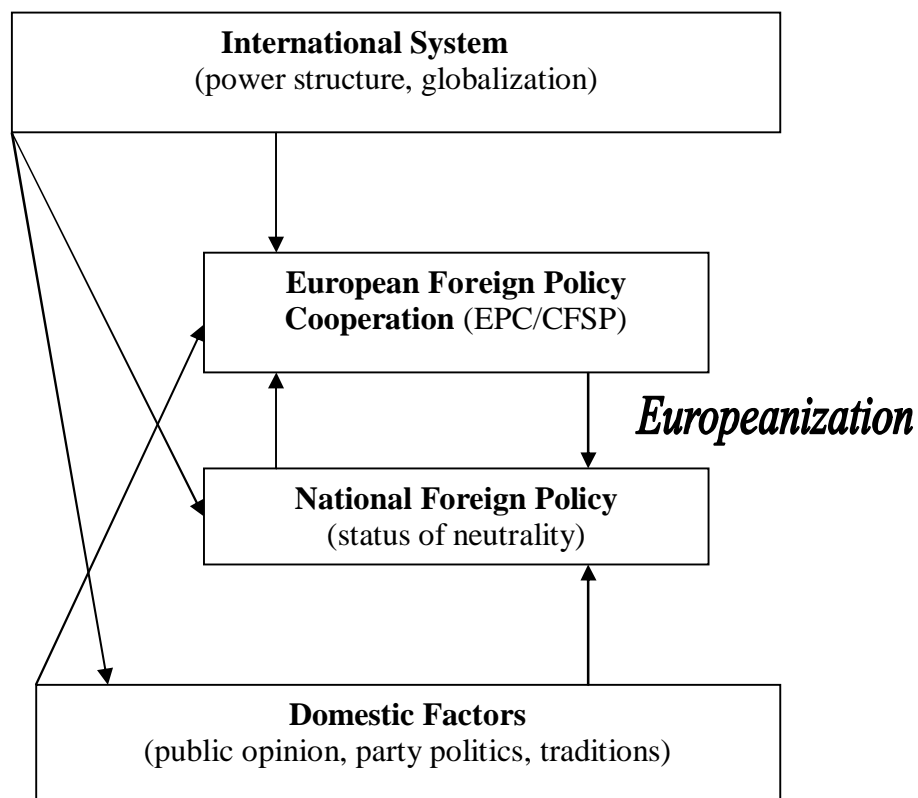 International System
(power structure, globalization)
European Foreign Policy
Cooperation (EPC/CFSP)
Europeanization
National Foreign Policy
(status of neutrality)
Domestic Factors
(public opinion, party politics, traditions)